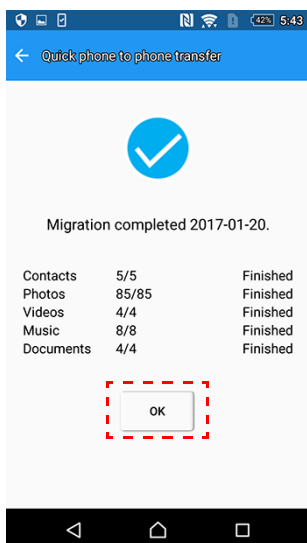 42% 5:43
Quick phone to phone transfer
Migration completed 2017-01-20.
Contacts 5/5 Finished
Photos 85/85 Finished
Videos 4/4 Finished
Music 8/8 Finished
Documents 4/4 Finished
OK